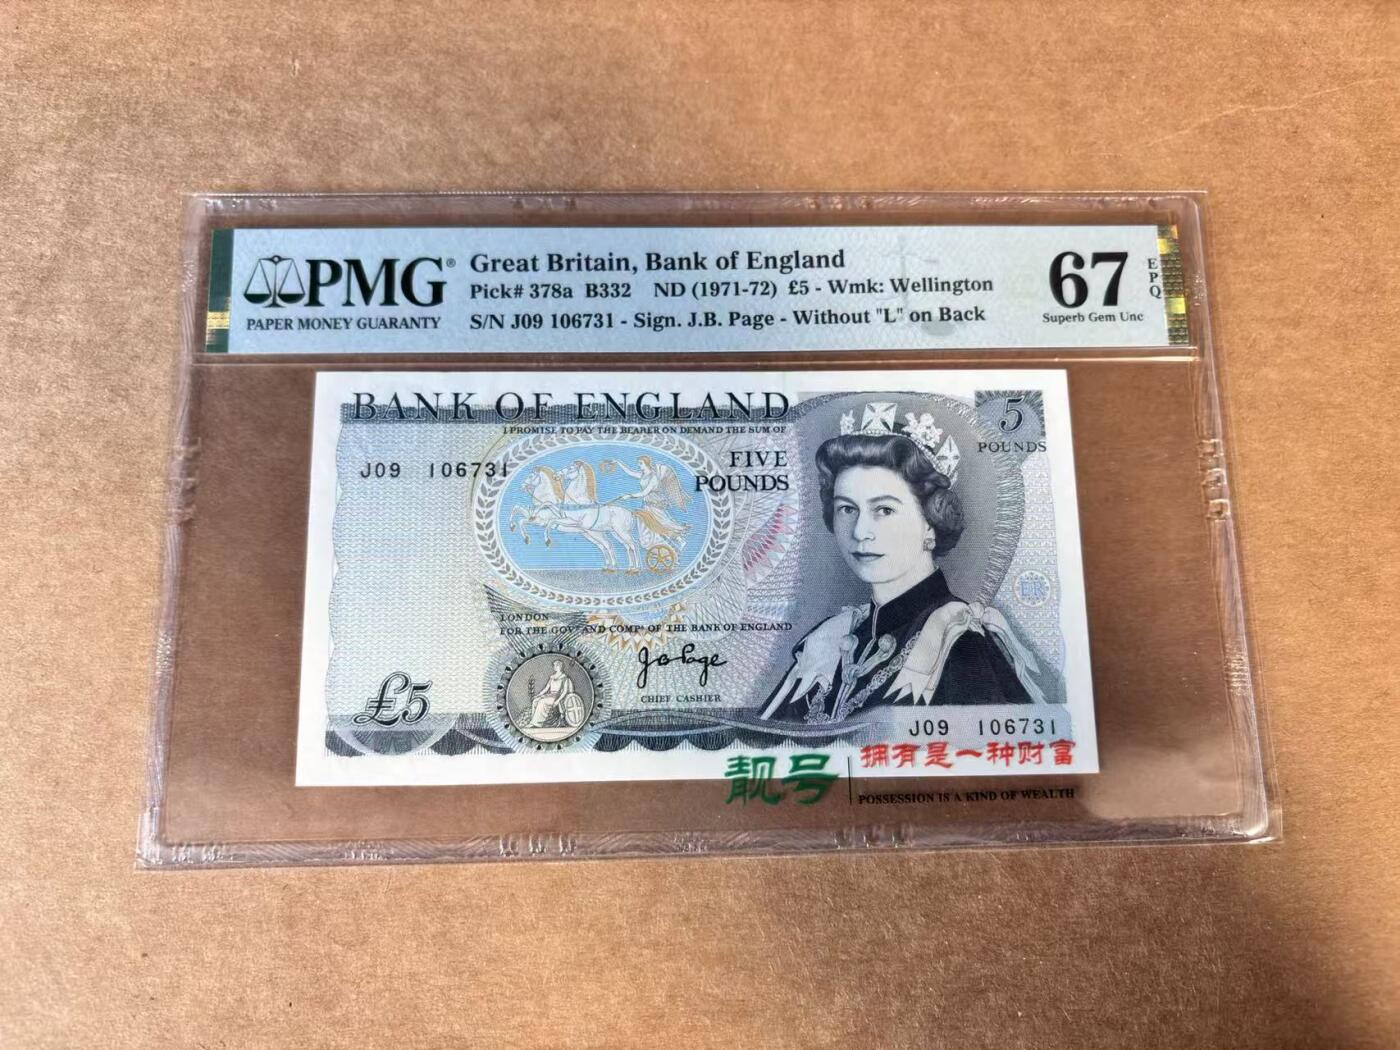 PMG®
PAPER MONEY GUARANTY
Great Britain, Bank of England
Pick# 378a B332 ND (1971-72) £5 - Wmk: Wellington
S/N J09 106731 - Sign. J.B. Page - Without "L" on Back
67
EPQ
Superb Gem Unc
BANK OF ENGLAND
I PROMISE TO PAY THE BEARER ON DEMAND THE SUM OF
FIVE
POUNDS
5
POUNDS
J09 106731
ER
LONDON
FOR THE GOVR AND COMPA OF THE BANK OF ENGLAND
J B Page
CHIEF CASHIER
£5
J09 106731
靓号
拥有是一种财富
POSSESSION IS A KIND OF WEALTH